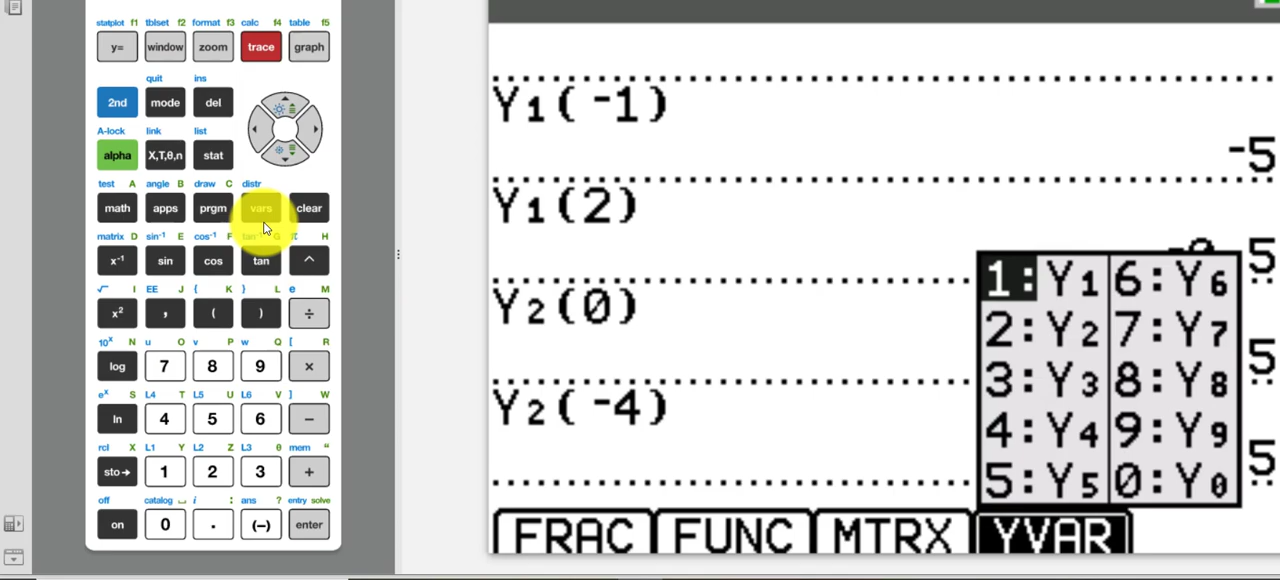 statplot f1 tblset f2 format f3 calc f4 table f5
y= window zoom trace graph
quit ins
2nd mode del
A-lock link list
alpha X,T,θ,n stat
test A angle B draw C distr
math apps prgm vars clear
matrix D sin⁻¹ E cos⁻¹ F tan⁻¹ G π H
x⁻¹ sin cos tan ^
√ I EE J { K } L e M
x² , ( ) ÷
10ˣ N u O v P w Q [ R
log 7 8 9 ×
eˣ S L4 T L5 U L6 V ] W
ln 4 5 6 −
rcl X L1 Y L2 Z L3 θ mem "
sto→ 1 2 3 +
off catalog ⎵ i : ans ? entry solve
on 0 . (−) enter
Y₁(-1)
-5
Y₁(2)
5
Y₂(0)
5
Y₂(-4)
5
1:Y₁ 6:Y₆
2:Y₂ 7:Y₇
3:Y₃ 8:Y₈
4:Y₄ 9:Y₉
5:Y₅ 0:Y₀
FRAC FUNC MTRX YVAR